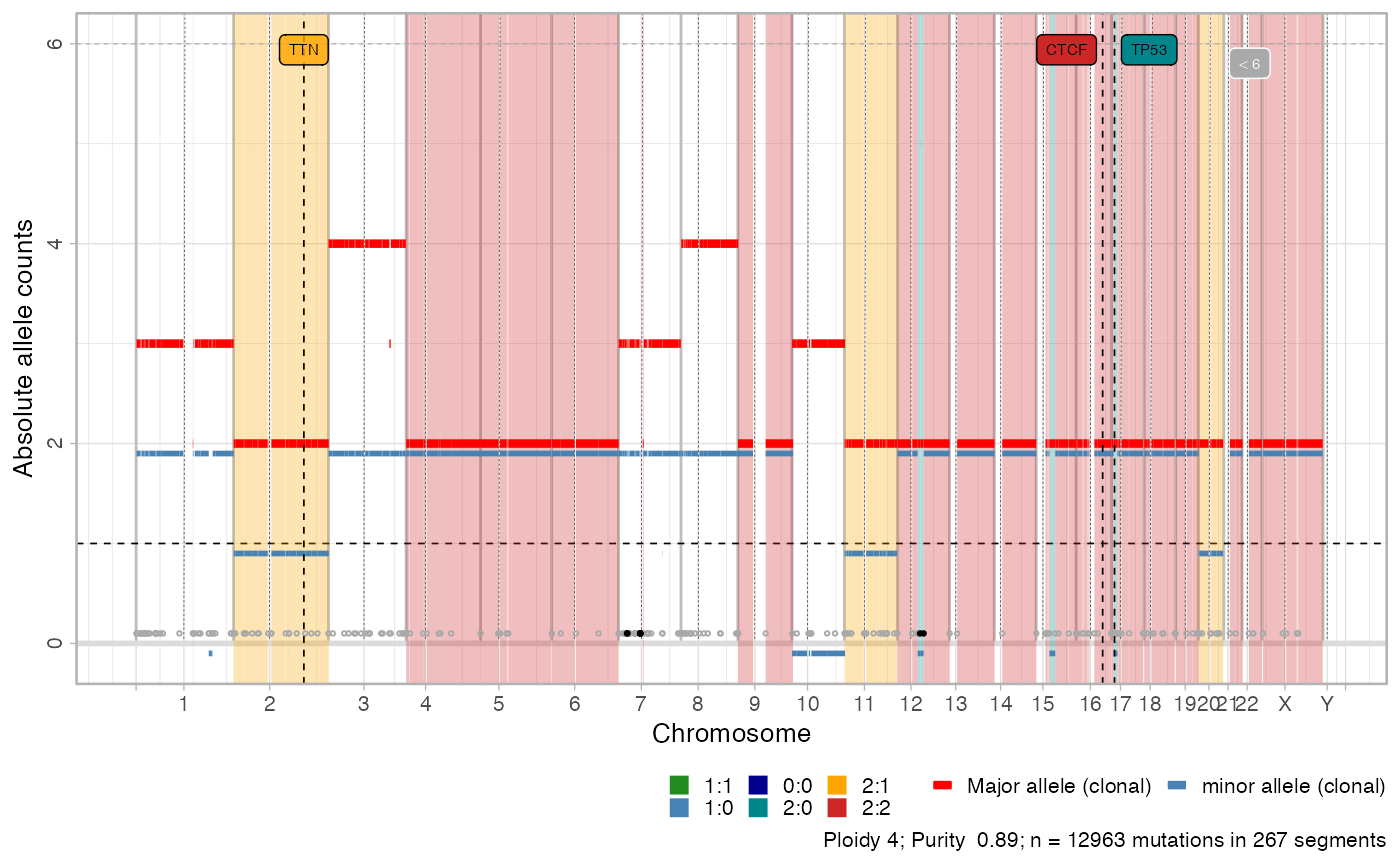 6
TTN
CTCF
TP53
< 6
4
2
0
Absolute allele counts
1 2 3 4 5 6 7 8 9 10 11 12 13 14 15 16 17 18 19 20 21 22 X Y
Chromosome
1:1 0:0 2:1 Major allele (clonal) minor allele (clonal)
1:0 2:0 2:2
Ploidy 4; Purity  0.89; n = 12963 mutations in 267 segments